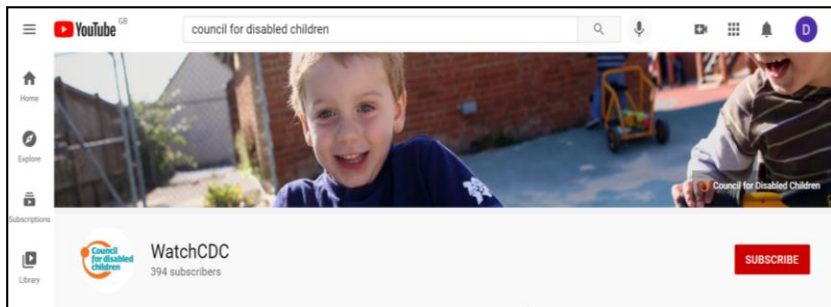 YouTube GB
council for disabled children
D
Home
Explore
Subscriptions
Library
Council for Disabled Children
Council
for disabled
children
WatchCDC
394 subscribers
SUBSCRIBE